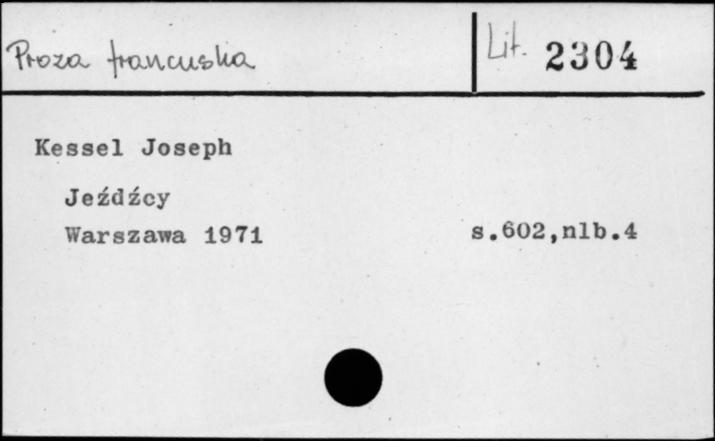 Proza francuska
Lit. 2304
Kessel Joseph
Jeźdźcy
Warszawa 1971 s.602,nlb.4